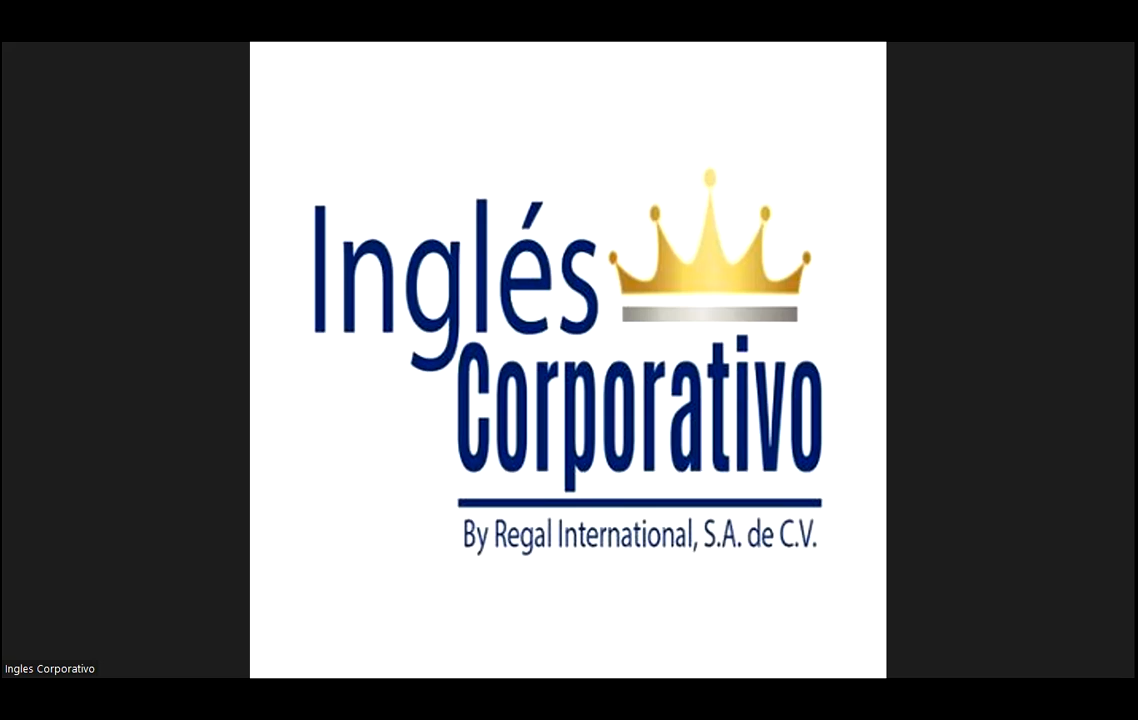 Inglés
Corporativo
By Regal International, S.A. de C.V.
Ingles Corporativo